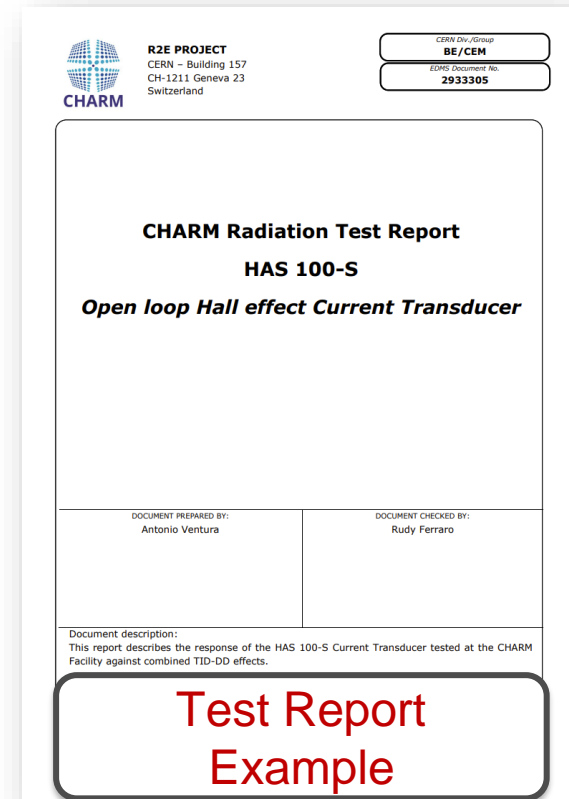 CHARM
R2E PROJECT
CERN – Building 157
CH-1211 Geneva 23
Switzerland
CERN Div./Group
BE/CEM
EDMS Document No.
2933305
CHARM Radiation Test Report
HAS 100-S
Open loop Hall effect Current Transducer
DOCUMENT PREPARED BY:
Antonio Ventura
DOCUMENT CHECKED BY:
Rudy Ferraro
Document description:
This report describes the response of the HAS 100-S Current Transducer tested at the CHARM
Facility against combined TID-DD effects.
Test Report
Example